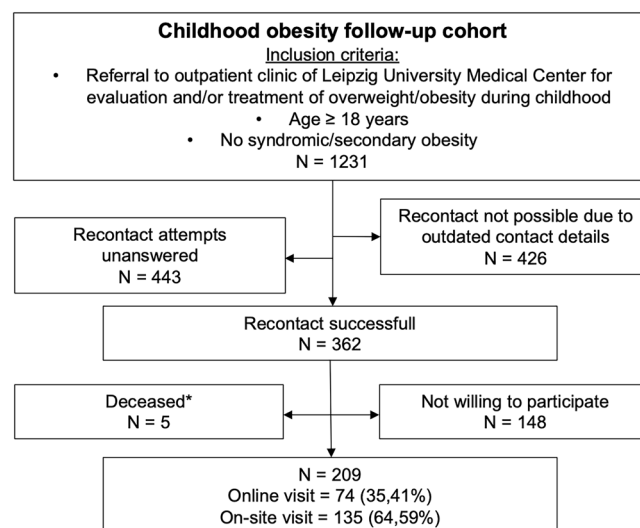 Childhood obesity follow-up cohort
Inclusion criteria:
• Referral to outpatient clinic of Leipzig University Medical Center for
evaluation and/or treatment of overweight/obesity during childhood
• Age ≥ 18 years
• No syndromic/secondary obesity
N = 1231
Recontact attempts
unanswered
N = 443
Recontact not possible due to
outdated contact details
N = 426
Recontact successfull
N = 362
Deceased*
N = 5
Not willing to participate
N = 148
N = 209
Online visit = 74 (35,41%)
On-site visit = 135 (64,59%)